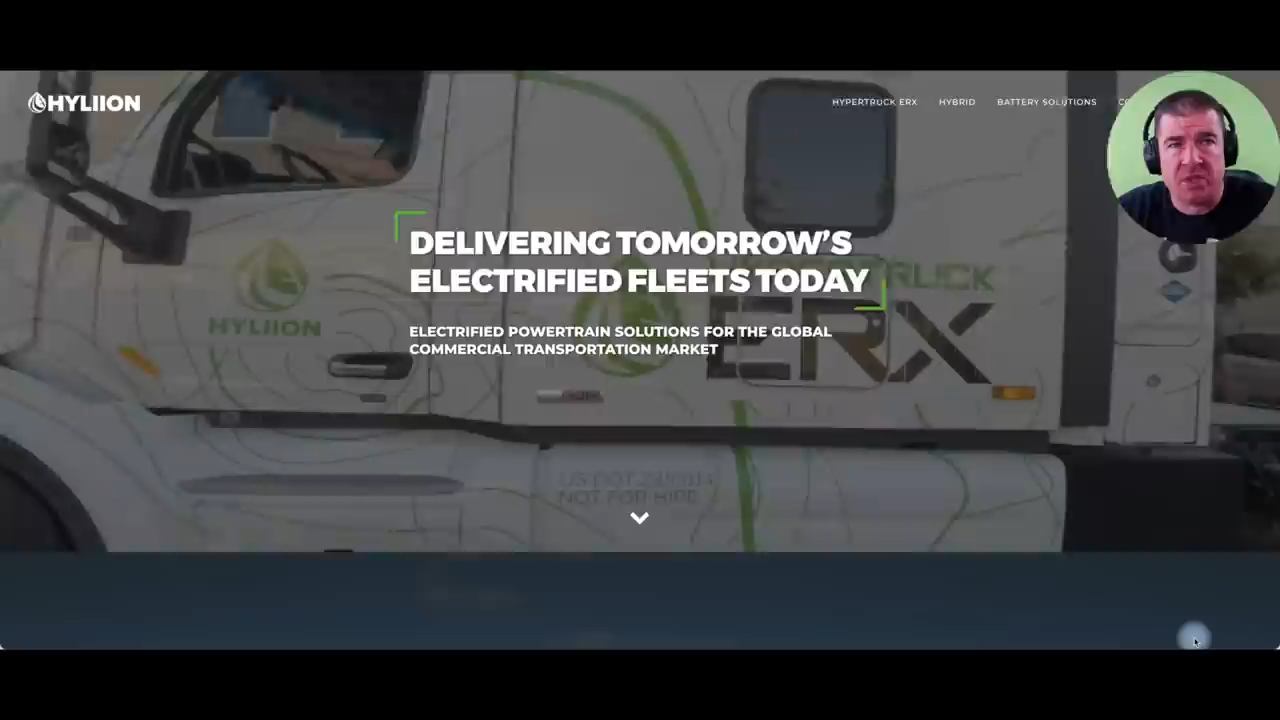 HYLIION
HYPERTRUCK ERX
HYBRID
BATTERY SOLUTIONS
DELIVERING TOMORROW'S
ELECTRIFIED FLEETS TODAY
ELECTRIFIED POWERTRAIN SOLUTIONS FOR THE GLOBAL
COMMERCIAL TRANSPORTATION MARKET
HYLIION
ERX
NOT FOR HIRE